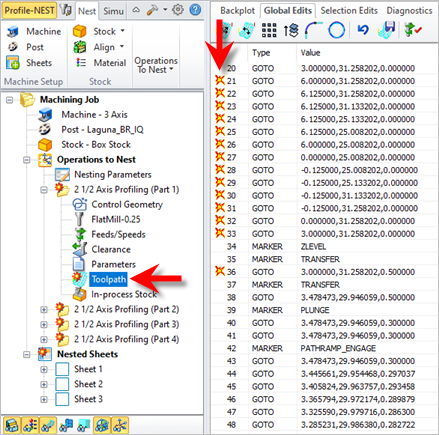 Profile-NEST
Nest
Simu
Machine
Post
Sheets
Machine Setup
Stock
Align
Material
Stock
Operations
To Nest
Machining Job
Machine - 3 Axis
Post - Laguna_BR_IQ
Stock - Box Stock
Operations to Nest
Nesting Parameters
2 1/2 Axis Profiling (Part 1)
Control Geometry
FlatMill-0.25
Feeds/Speeds
Clearance
Parameters
Toolpath
In-process Stock
2 1/2 Axis Profiling (Part 2)
2 1/2 Axis Profiling (Part 3)
2 1/2 Axis Profiling (Part 4)
Nested Sheets
Sheet 1
Sheet 2
Sheet 3
Backplot Global Edits Selection Edits Diagnostics
Type Value
20 GOTO 3.000000,31.258202,0.000000
21 GOTO 6.000000,31.258202,0.000000
22 GOTO 6.125000,31.258202,0.000000
23 GOTO 6.125000,31.133202,0.000000
24 GOTO 6.125000,25.133202,0.000000
25 GOTO 6.125000,25.008202,0.000000
26 GOTO 6.000000,25.008202,0.000000
27 GOTO 0.000000,25.008202,0.000000
28 GOTO -0.125000,25.008202,0.000000
29 GOTO -0.125000,25.133202,0.000000
30 GOTO -0.125000,31.133202,0.000000
31 GOTO -0.125000,31.258202,0.000000
32 GOTO 0.000000,31.258202,0.000000
33 GOTO 3.000000,31.258202,0.000000
34 MARKER ZLEVEL
35 MARKER TRANSFER
36 GOTO 3.000000,31.258202,0.500000
37 MARKER TRANSFER
38 GOTO 3.478473,29.946059,0.500000
39 MARKER PLUNGE
40 GOTO 3.478473,29.946059,0.300000
41 GOTO 3.478473,29.946059,0.300000
42 MARKER PATHRAMP_ENGAGE
43 GOTO 3.478473,29.946059,0.300000
44 GOTO 3.445661,29.954468,0.297037
45 GOTO 3.405824,29.963757,0.293458
46 GOTO 3.365794,29.972174,0.289879
47 GOTO 3.325590,29.979716,0.286300
48 GOTO 3.285231,29.986380,0.282722